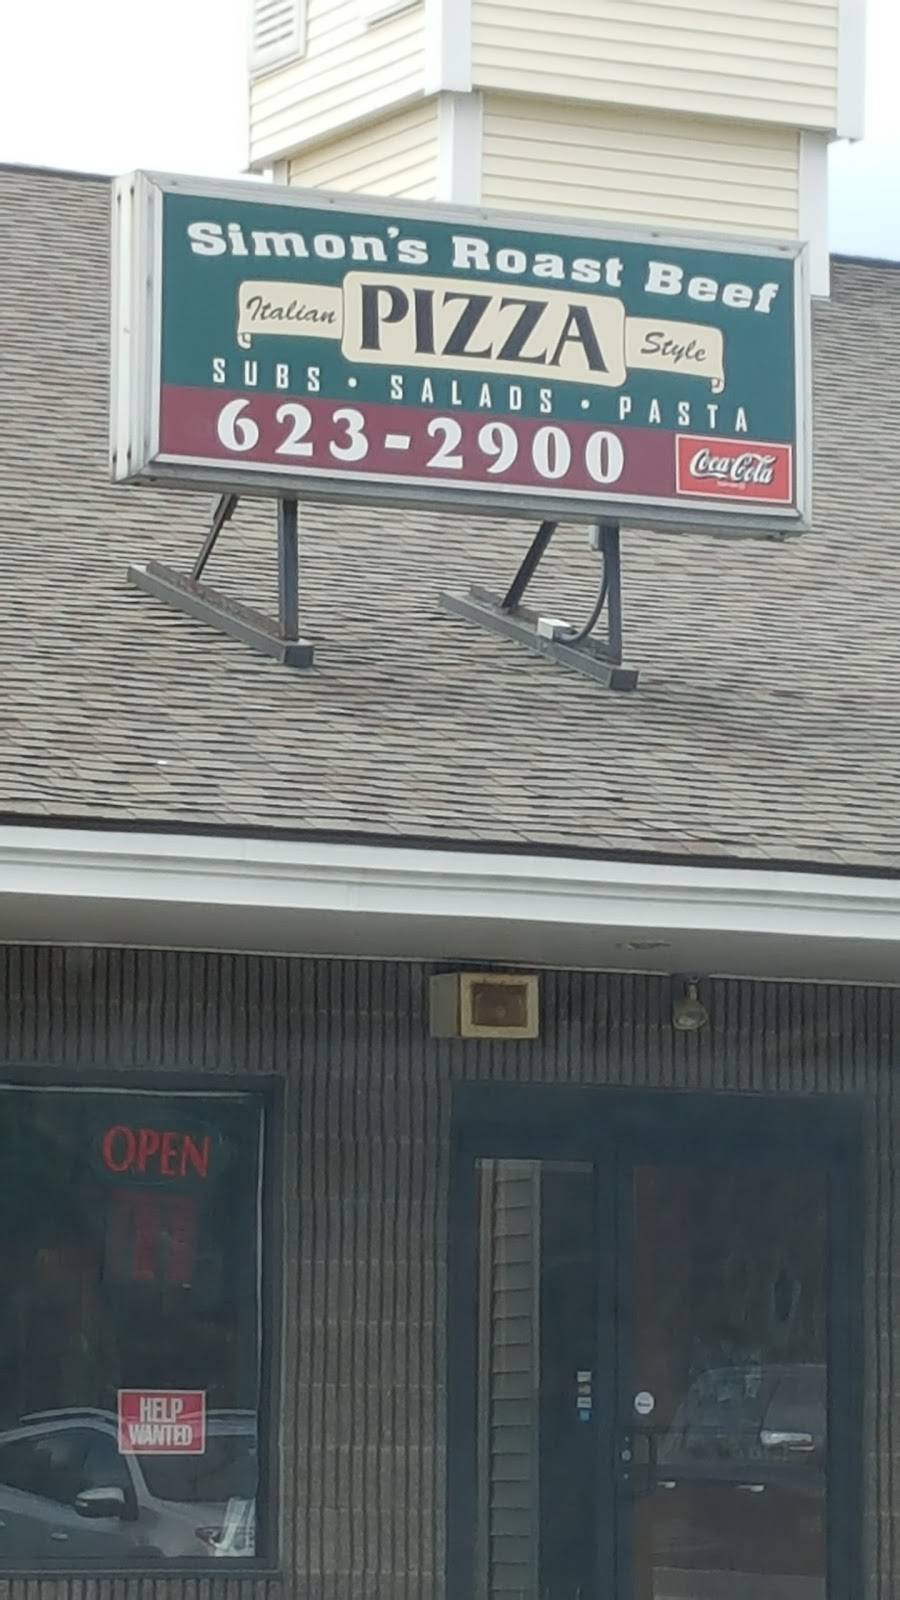 Simon's Roast Beef
Italian PIZZA Style
SUBS • SALADS • PASTA
623-2900
Coca-Cola
OPEN
HELP
WANTED